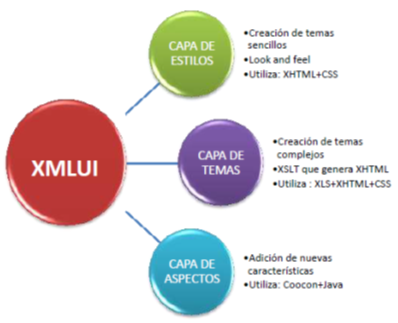 XMLUI
CAPA DE
ESTILOS
•Creación de temas
sencillos
•Look and feel
•Utiliza: XHTML+CSS
CAPA DE
TEMAS
•Creación de temas
complejos
•XSLT que genera XHTML
•Utiliza : XLS+XHTML+CSS
CAPA DE
ASPECTOS
•Adición de nuevas
características
•Utiliza: Coocon+Java